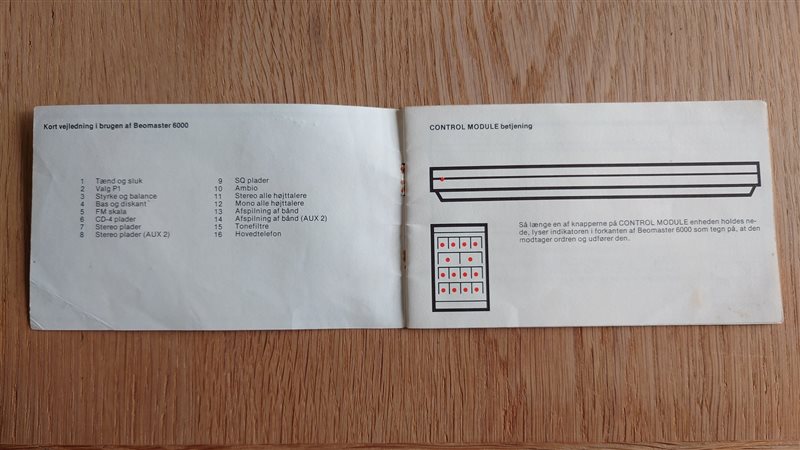 Kort vejledning i brugen af Beomaster 6000
1 Tænd og sluk
2 Valg P1
3 Styrke og balance
4 Bas og diskant
5 FM skala
6 CD-4 plader
7 Stereo plader
8 Stereo plader (AUX 2)
9 SQ plader
10 Ambio
11 Stereo alle højttalere
12 Mono alle højttalere
13 Afspilning af bånd
14 Afspilning af bånd (AUX 2)
15 Tonefiltre
16 Hovedtelefon
CONTROL MODULE betjening
Så længe en af knapperne på CONTROL MODULE enheden holdes ne-
de, lyser indikatoren i forkanten af Beomaster 6000 som tegn på, at den
modtager ordren og udfører den.